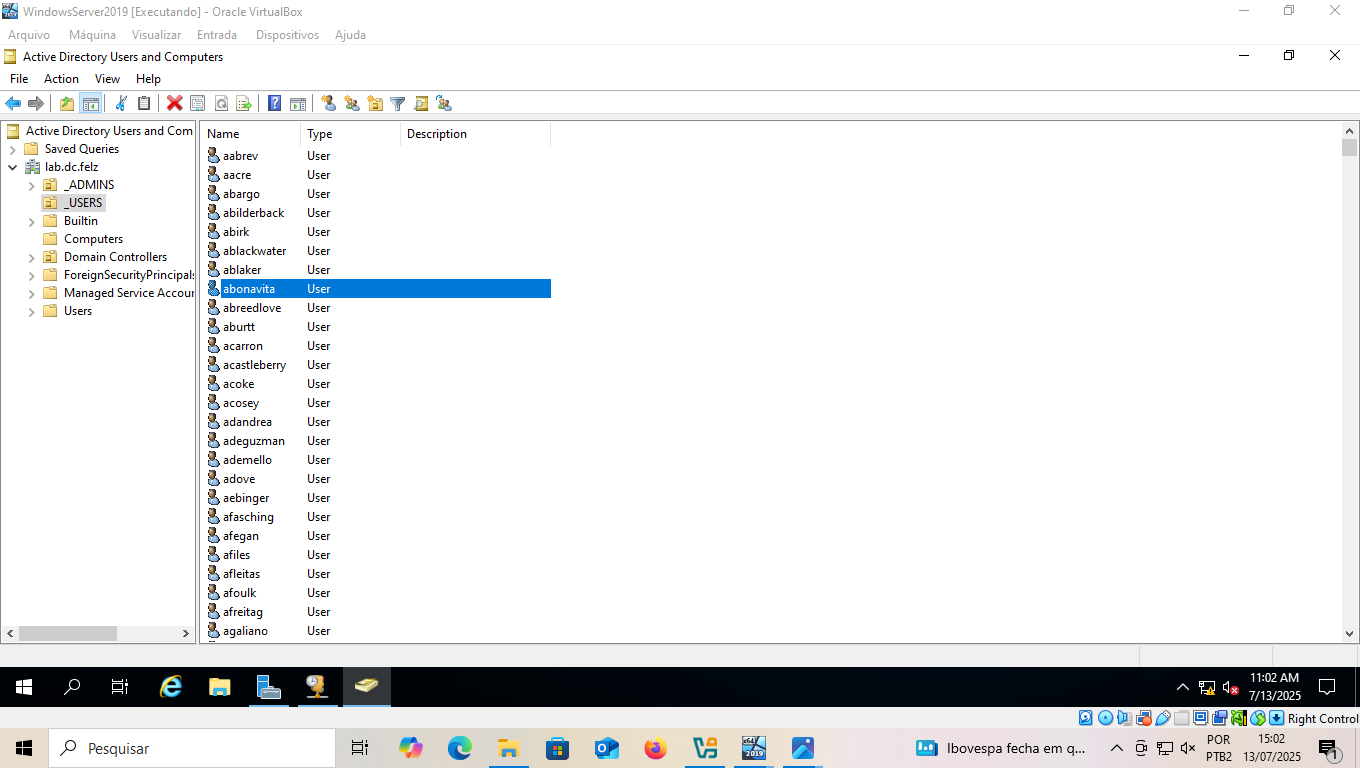 WindowsServer2019 [Executando] - Oracle VirtualBox
Arquivo Máquina Visualizar Entrada Dispositivos Ajuda
Active Directory Users and Computers
File Action View Help
Active Directory Users and Com
Saved Queries
lab.dc.felz
_ADMINS
_USERS
Builtin
Computers
Domain Controllers
ForeignSecurityPrincipals
Managed Service Accour
Users
Name Type Description
aabrev User
aacre User
abargo User
abilderback User
abirk User
ablackwater User
ablaker User
abonavita User
abreedlove User
aburtt User
acarron User
acastleberry User
acoke User
acosey User
adandrea User
adeguzman User
ademello User
adove User
aebinger User
afasching User
afegan User
afiles User
afleitas User
afoulk User
afreitag User
agaliano User
11:02 AM
7/13/2025
Right Control
Pesquisar
x64
2019
Ibovespa fecha em q...
POR
PTB2
15:02
13/07/2025
1